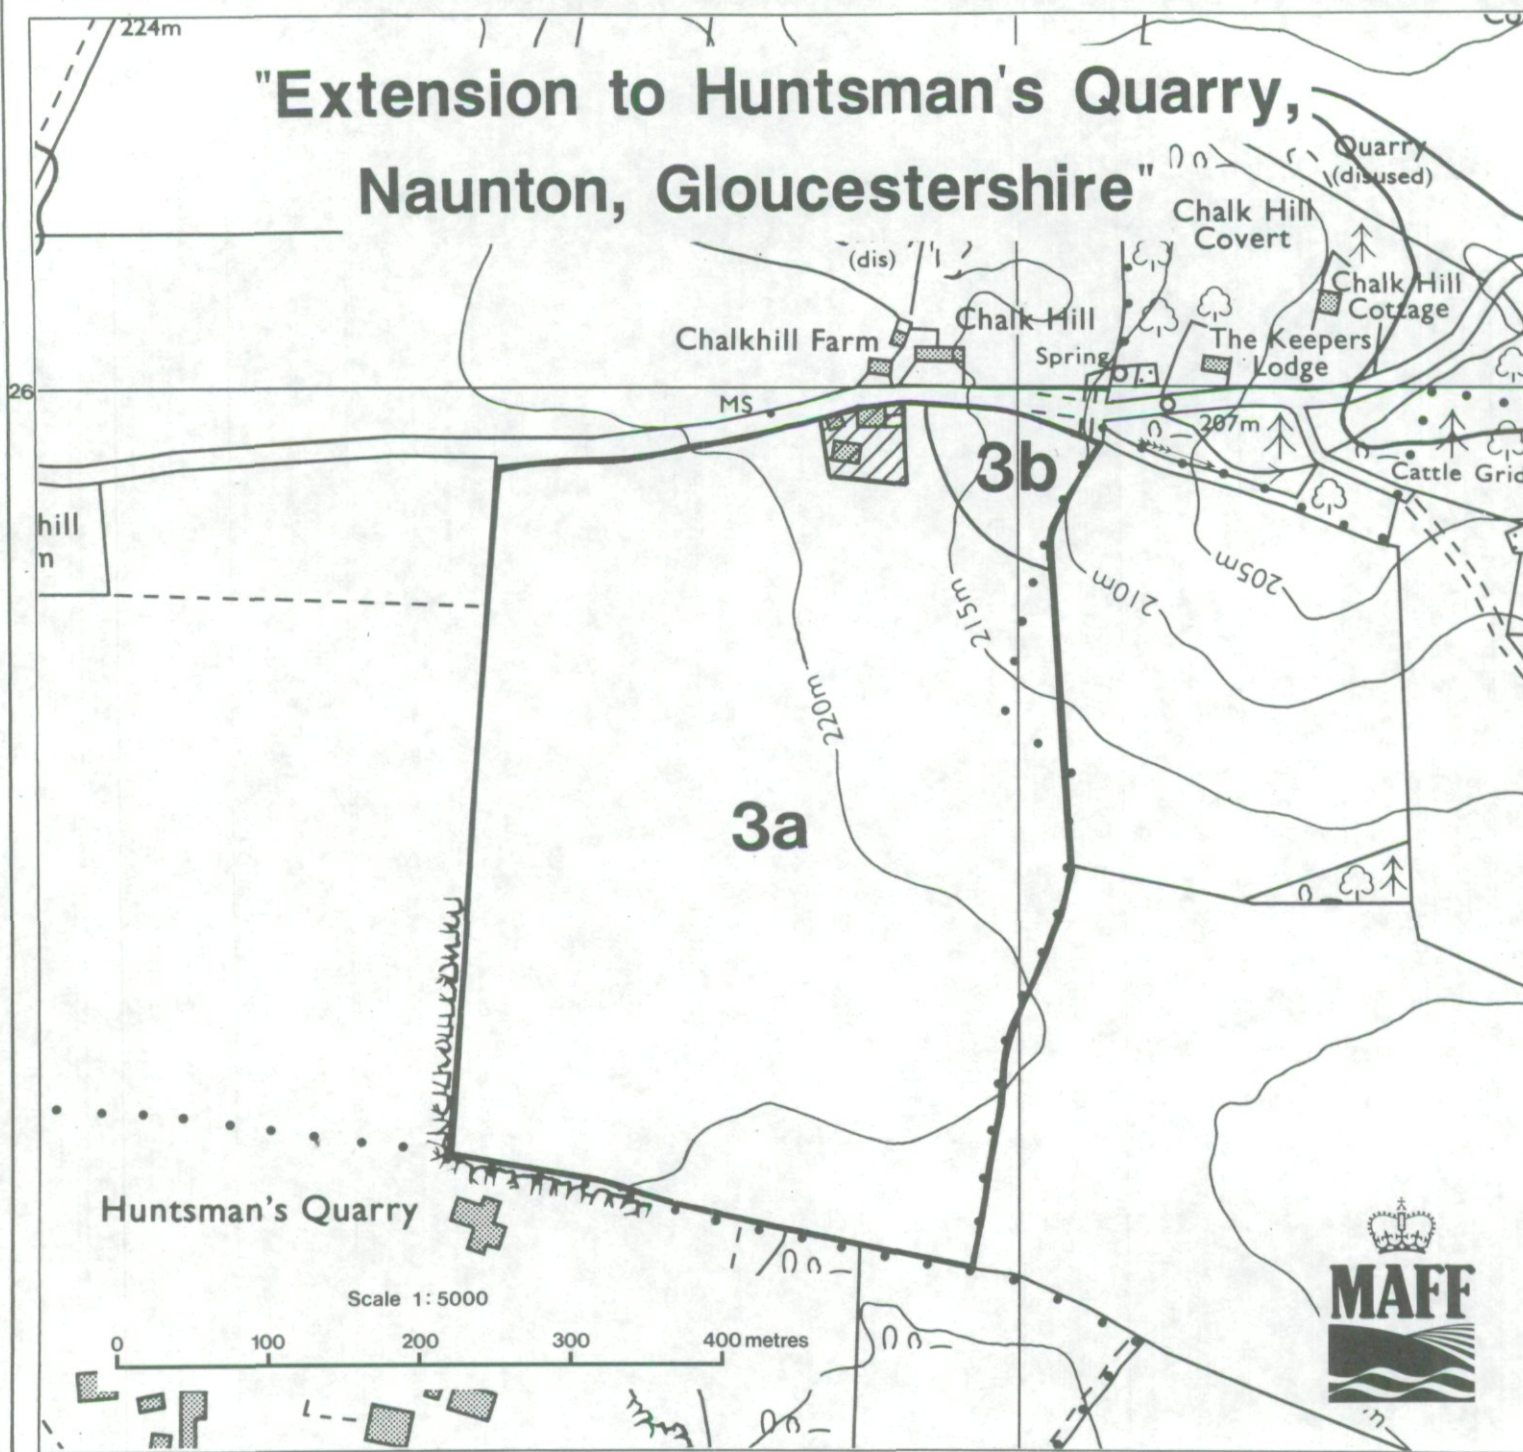 224m
"Extension to Huntsman's Quarry,
Naunton, Gloucestershire"
Quarry
(disused)
Chalk Hill
Covert
(dis)
Chalk Hill
Cottage
Chalk Hill
Chalkhill Farm
The Keepers
Lodge
Spring
26
MS
207m
3b
Cattle Grid
hill
m
205m
210m
215m
220m
3a
Huntsman's Quarry
Scale 1:5000
0 100 200 300 400 metres
MAFF